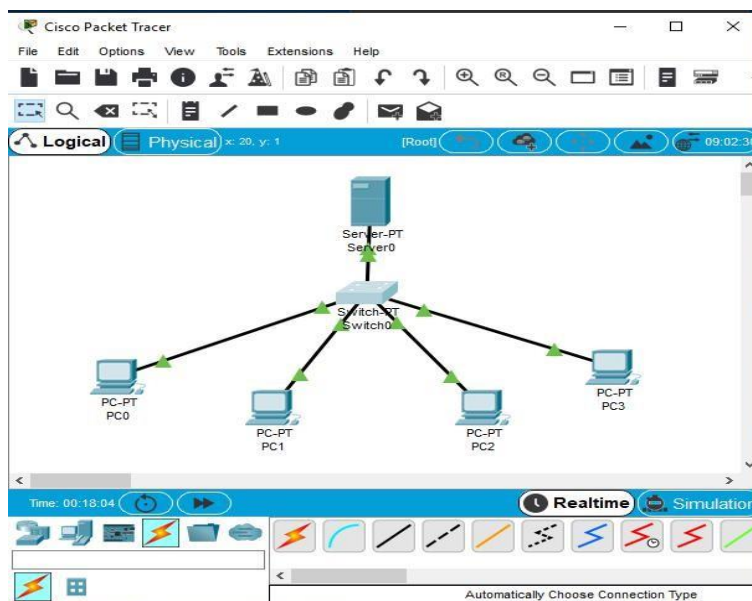 Cisco Packet Tracer
File Edit Options View Tools Extensions Help
Logical Physical x: 20, y: 1 [Root] 09:02:30
Server-PT
Server0
Switch-PT
Switch0
PC-PT
PC3
PC-PT
PC0
PC-PT
PC1
PC-PT
PC2
Time: 00:18:04 Realtime Simulation
Automatically Choose Connection Type